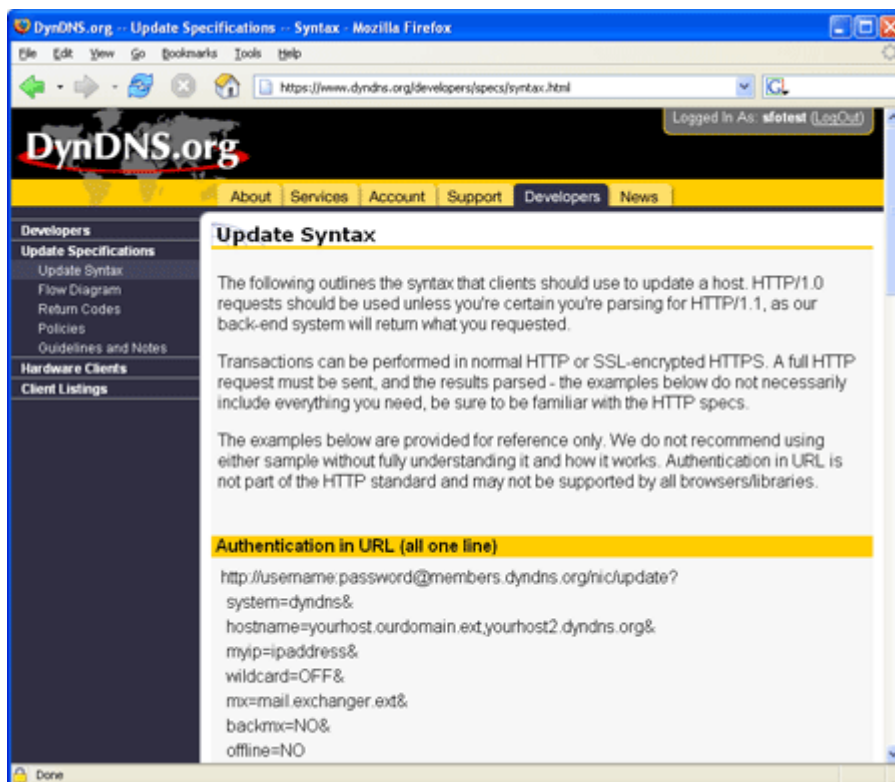 DynDNS.org -- Update Specifications -- Syntax - Mozilla Firefox
File Edit View Go Bookmarks Tools Help
https://www.dyndns.org/developers/specs/syntax.html
G
Logged In As: sfotest (LogOut)
DynDNS.org
About Services Account Support Developers News
Developers
Update Specifications
Update Syntax
Flow Diagram
Return Codes
Policies
Guidelines and Notes
Hardware Clients
Client Listings
Update Syntax
The following outlines the syntax that clients should use to update a host. HTTP/1.0
requests should be used unless you're certain you're parsing for HTTP/1.1, as our
back-end system will return what you requested.
Transactions can be performed in normal HTTP or SSL-encrypted HTTPS. A full HTTP
request must be sent, and the results parsed - the examples below do not necessarily
include everything you need, be sure to be familiar with the HTTP specs.
The examples below are provided for reference only. We do not recommend using
either sample without fully understanding it and how it works. Authentication in URL is
not part of the HTTP standard and may not be supported by all browsers/libraries.
Authentication in URL (all one line)
http://username:password@members.dyndns.org/nic/update?
system=dyndns&
hostname=yourhost.ourdomain.ext,yourhost2.dyndns.org&
myip=ipaddress&
wildcard=OFF&
mx=mail.exchanger.ext&
backmx=NO&
offline=NO
Done